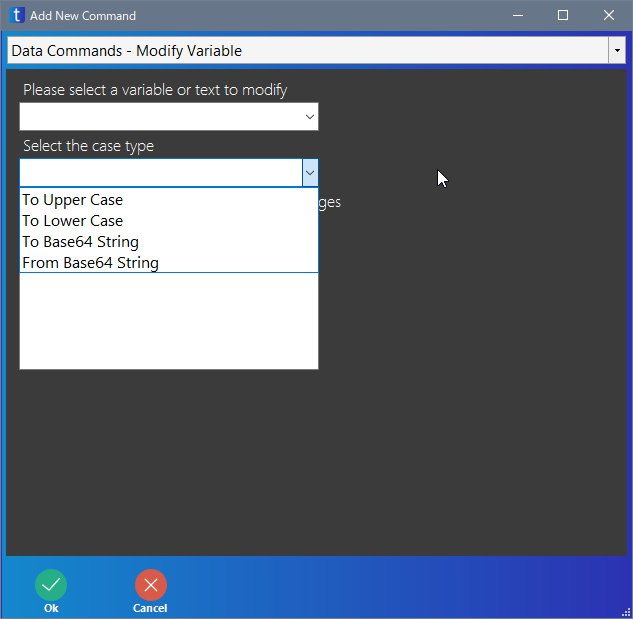 t Add New Command
Data Commands - Modify Variable
Please select a variable or text to modify
Select the case type
ges
To Upper Case
To Lower Case
To Base64 String
From Base64 String
Ok
Cancel